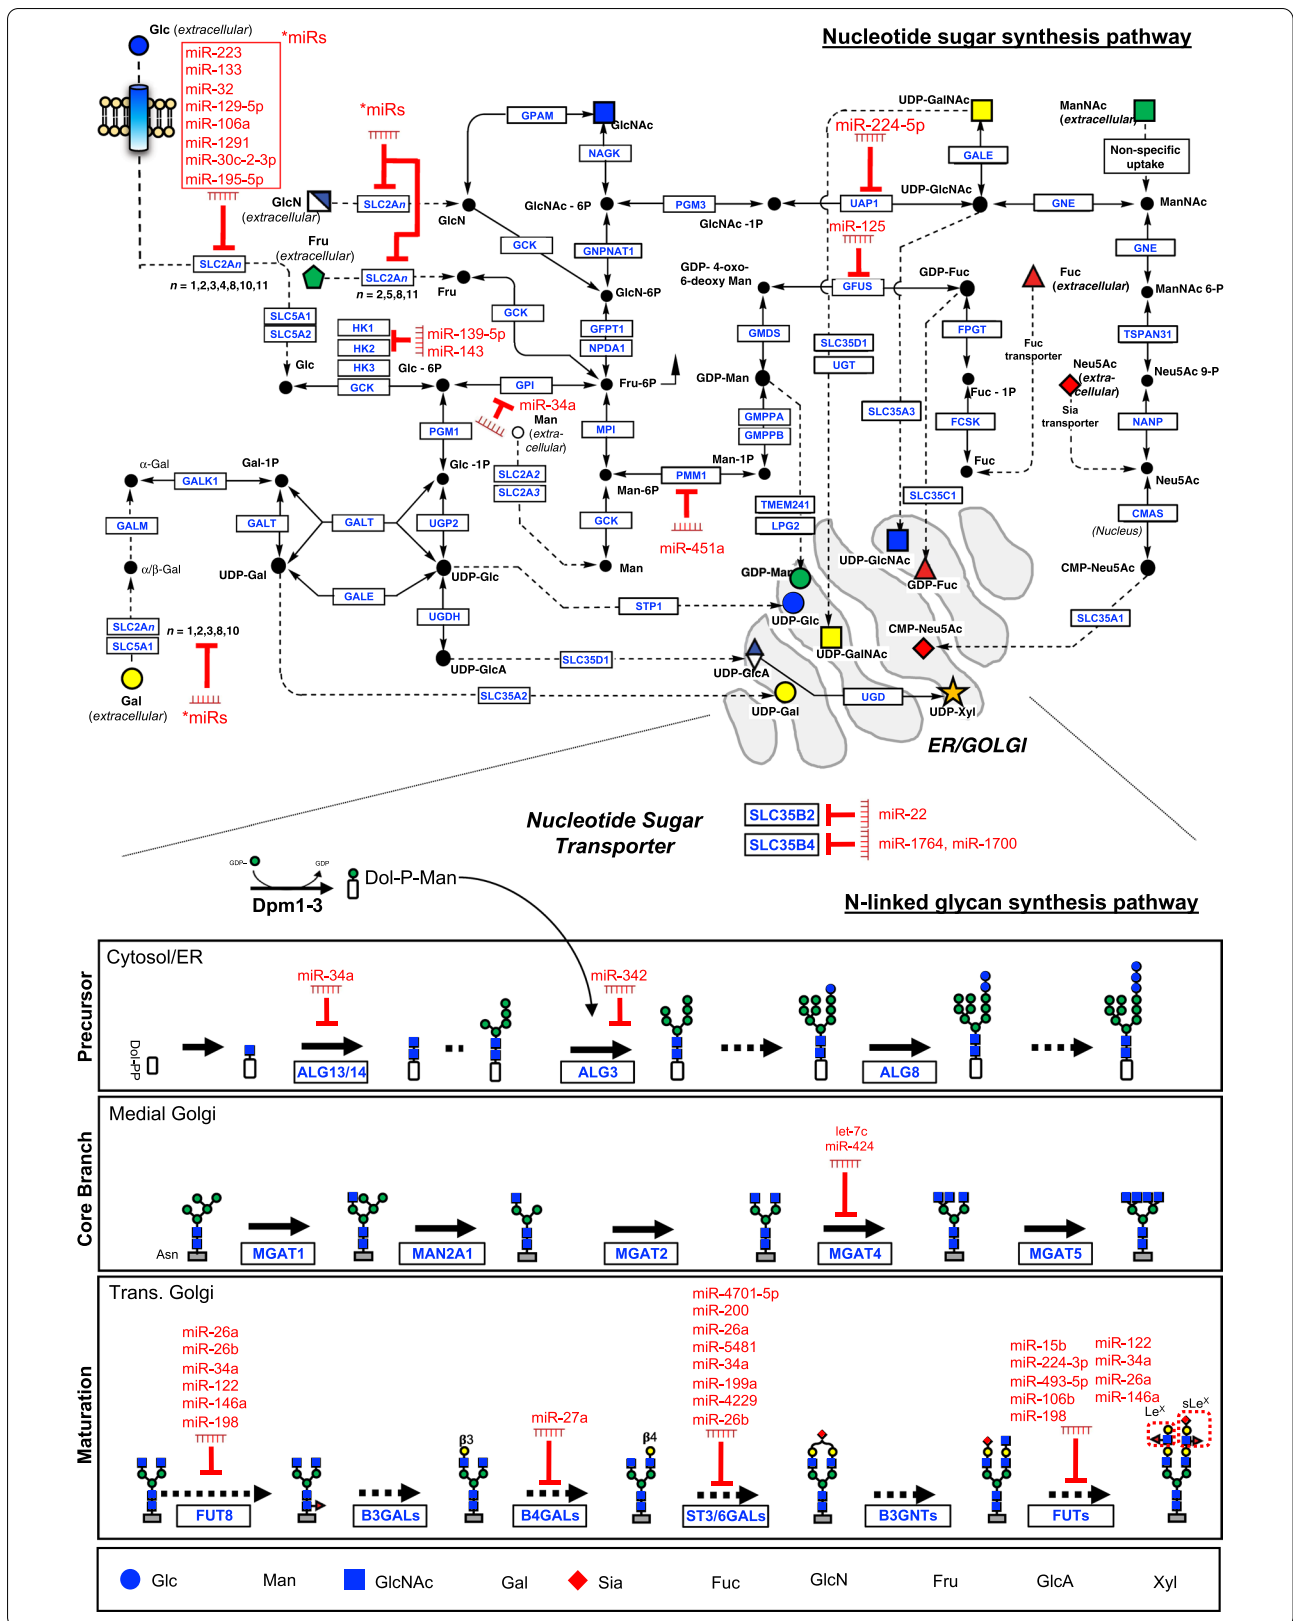 Nucleotide sugar synthesis pathway
Glc (extracellular)
*miRs
miR-223
miR-133
miR-32
miR-129-5p
miR-106a
miR-1291
miR-30c-2-3p
miR-195-5p
*miRs
GPAM
GlcNAc
NAGK
UDP-GalNAc
miR-224-5p
GALE
ManNAc
(extracellular)
Non-specific
uptake
GlcN
(extracellular)
SLC2An
GlcN
GlcNAc - 6P
PGM3
GlcNAc -1P
UAP1
UDP-GlcNAc
GNE
ManNAc
miR-125
Fru
(extracellular)
GCK
GNPNAT1
GNE
SLC2An
n = 1,2,3,4,8,10,11
SLC2An
n = 2,5,8,11
Fru
GlcN-6P
GDP- 4-oxo-
6-deoxy Man
GFUS
GDP-Fuc
Fuc
(extracellular)
ManNAc 6-P
SLC5A1
SLC5A2
HK1
HK2
HK3
GCK
miR-139-5p
miR-143
GCK
GFPT1
NPDA1
GMDS
SLC35D1
UGT
FPGT
Fuc
transporter
TSPAN31
Glc
Glc - 6P
GPI
Fru-6P
GDP-Man
SLC35A3
Fuc - 1P
Neu5Ac
(extra-
cellular)
Neu5Ac 9-P
miR-34a
PGM1
Man
(extra-
cellular)
MPI
GMPPA
GMPPB
FCSK
Sia
transporter
NANP
α-Gal
GALK1
Gal-1P
Glc -1P
SLC2A2
SLC2A3
Man-6P
PMM1
Man-1P
Fuc
Neu5Ac
SLC35C1
GALM
GALT
GALT
UGP2
GCK
miR-451a
TMEM241
LPG2
CMAS
(Nucleus)
α/β-Gal
UDP-Gal
UDP-Glc
Man
GDP-Man
UDP-GlcNAc
GDP-Fuc
CMP-Neu5Ac
GALE
STP1
UDP-Glc
SLC2An
SLC5A1
n = 1,2,3,8,10
UGDH
SLC35A1
CMP-Neu5Ac
UDP-GalNAc
UDP-GlcA
SLC35D1
UDP-GlcA
Gal
(extracellular)
*miRs
SLC35A2
UDP-Gal
UGD
UDP-Xyl
ER/GOLGI
Nucleotide Sugar
Transporter
SLC35B2
miR-22
SLC35B4
miR-1764, miR-1700
GDP–
GDP
Dol-P-Man
Dpm1-3
N-linked glycan synthesis pathway
Precursor
Cytosol/ER
miR-34a
miR-342
Dol-PP
ALG13/14
ALG3
ALG8
Core Branch
Medial Golgi
let-7c
miR-424
Asn
MGAT1
MAN2A1
MGAT2
MGAT4
MGAT5
Maturation
Trans. Golgi
miR-26a
miR-26b
miR-34a
miR-122
miR-146a
miR-198
miR-27a
miR-4701-5p
miR-200
miR-26a
miR-5481
miR-34a
miR-199a
miR-4229
miR-26b
miR-15b
miR-224-3p
miR-493-5p
miR-106b
miR-198
miR-122
miR-34a
miR-26a
miR-146a
Leˣ
sLeˣ
β3
β4
FUT8
B3GALs
B4GALs
ST3/6GALs
B3GNTs
FUTs
Glc
Man
GlcNAc
Gal
Sia
Fuc
GlcN
Fru
GlcA
Xyl